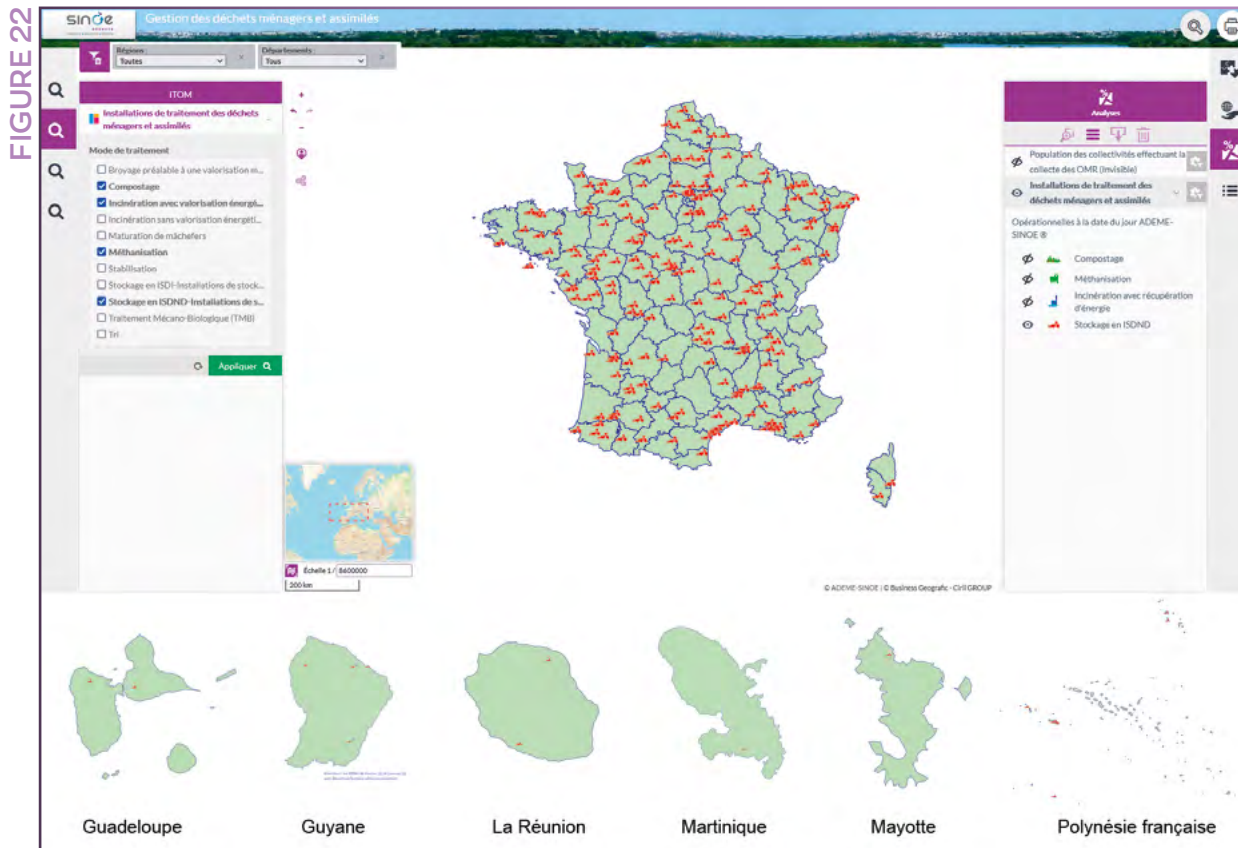 FIGURE 22
sinoe
Gestion des déchets ménagers et assimilés
Régions
Toutes
Départements
Tous
ITOM
Installations de traitement des déchets
ménagers et assimilés
Mode de traitement
Broyage préalable à une valorisation m...
Compostage
Incinération avec valorisation énergi...
Incinération sans valorisation énergéti...
Maturation de mâchefers
Méthanisation
Stabilisation
Stockage en ISDI-Installations de stock...
Stockage en ISDND-Installations de s...
Traitement Mécano-Biologique (TMB)
Tri
Appliquer
Échelle 1 / 8600000
200 km
Analyses
Population des collectivités effectuant la
collecte des OMR (Invisible)
Installations de traitement des
déchets ménagers et assimilés
Opérationnelles à la date du jour ADEME-
SINOE ®
Compostage
Méthanisation
Incinération avec récupération
d'énergie
Stockage en ISDND
© ADEME-SINOE | © Business Geografic - Ciril GROUP
Guadeloupe
Guyane
La Réunion
Martinique
Mayotte
Polynésie française